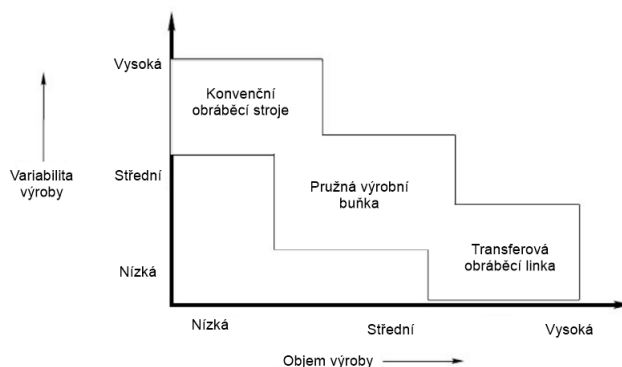 Vysoká
Konvenční
obráběcí stroje
Variabilita
výroby
Střední
Pružná výrobní
buňka
Nízká
Transferová
obráběcí linka
Nízká
Střední
Vysoká
Objem výroby